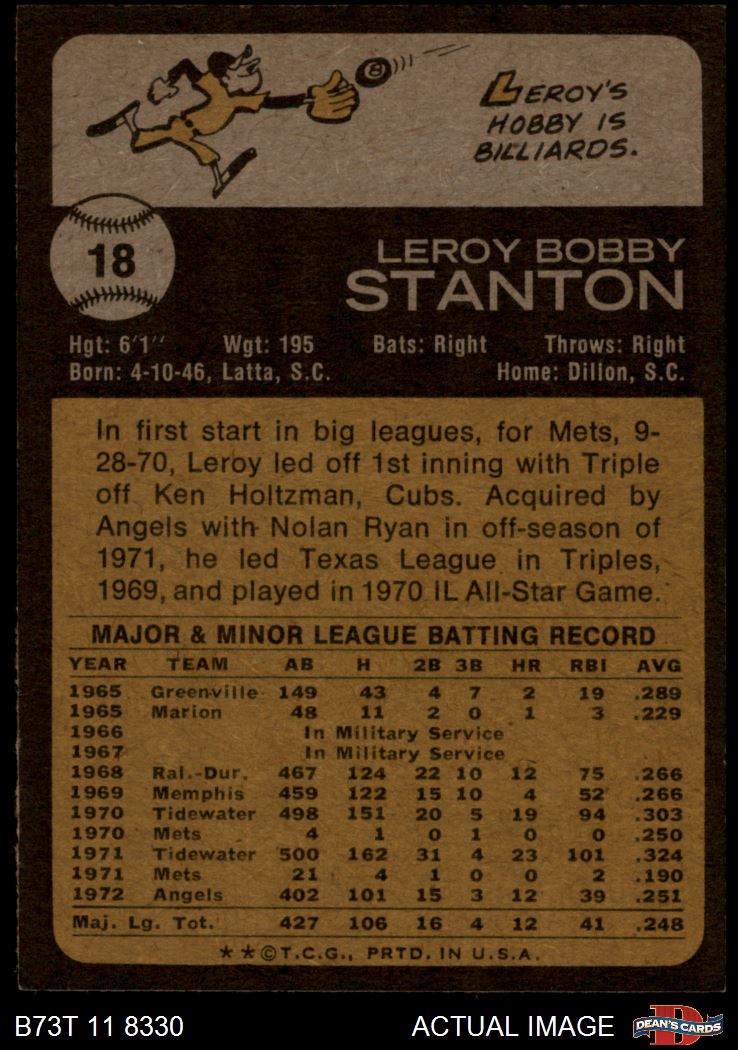 8
LEROY'S
HOBBY IS
BILLIARDS.
18
LEROY BOBBY
STANTON
Hgt: 6'1" Wgt: 195 Bats: Right Throws: Right
Born: 4-10-46, Latta, S.C. Home: Dillon, S.C.
In first start in big leagues, for Mets, 9-
28-70, Leroy led off 1st inning with Triple
off Ken Holtzman, Cubs. Acquired by
Angels with Nolan Ryan in off-season of
1971, he led Texas League in Triples,
1969, and played in 1970 IL All-Star Game.
MAJOR & MINOR LEAGUE BATTING RECORD
YEAR TEAM AB H 2B 3B HR RBI AVG
1965 Greenville 149 43 4 7 2 19 .289
1965 Marion 48 11 2 0 1 3 .229
1966 In Military Service
1967 In Military Service
1968 Ral.-Dur. 467 124 22 10 12 75 .266
1969 Memphis 459 122 15 10 4 52 .266
1970 Tidewater 498 151 20 5 19 94 .303
1970 Mets 4 1 0 1 0 0 .250
1971 Tidewater 500 162 31 4 23 101 .324
1971 Mets 21 4 1 0 0 2 .190
1972 Angels 402 101 15 3 12 39 .251
Maj. Lg. Tot. 427 106 16 4 12 41 .248
**©T.C.G., PRTD. IN U.S.A.
B73T 11 8330 ACTUAL IMAGE
D
DEAN'S CARDS